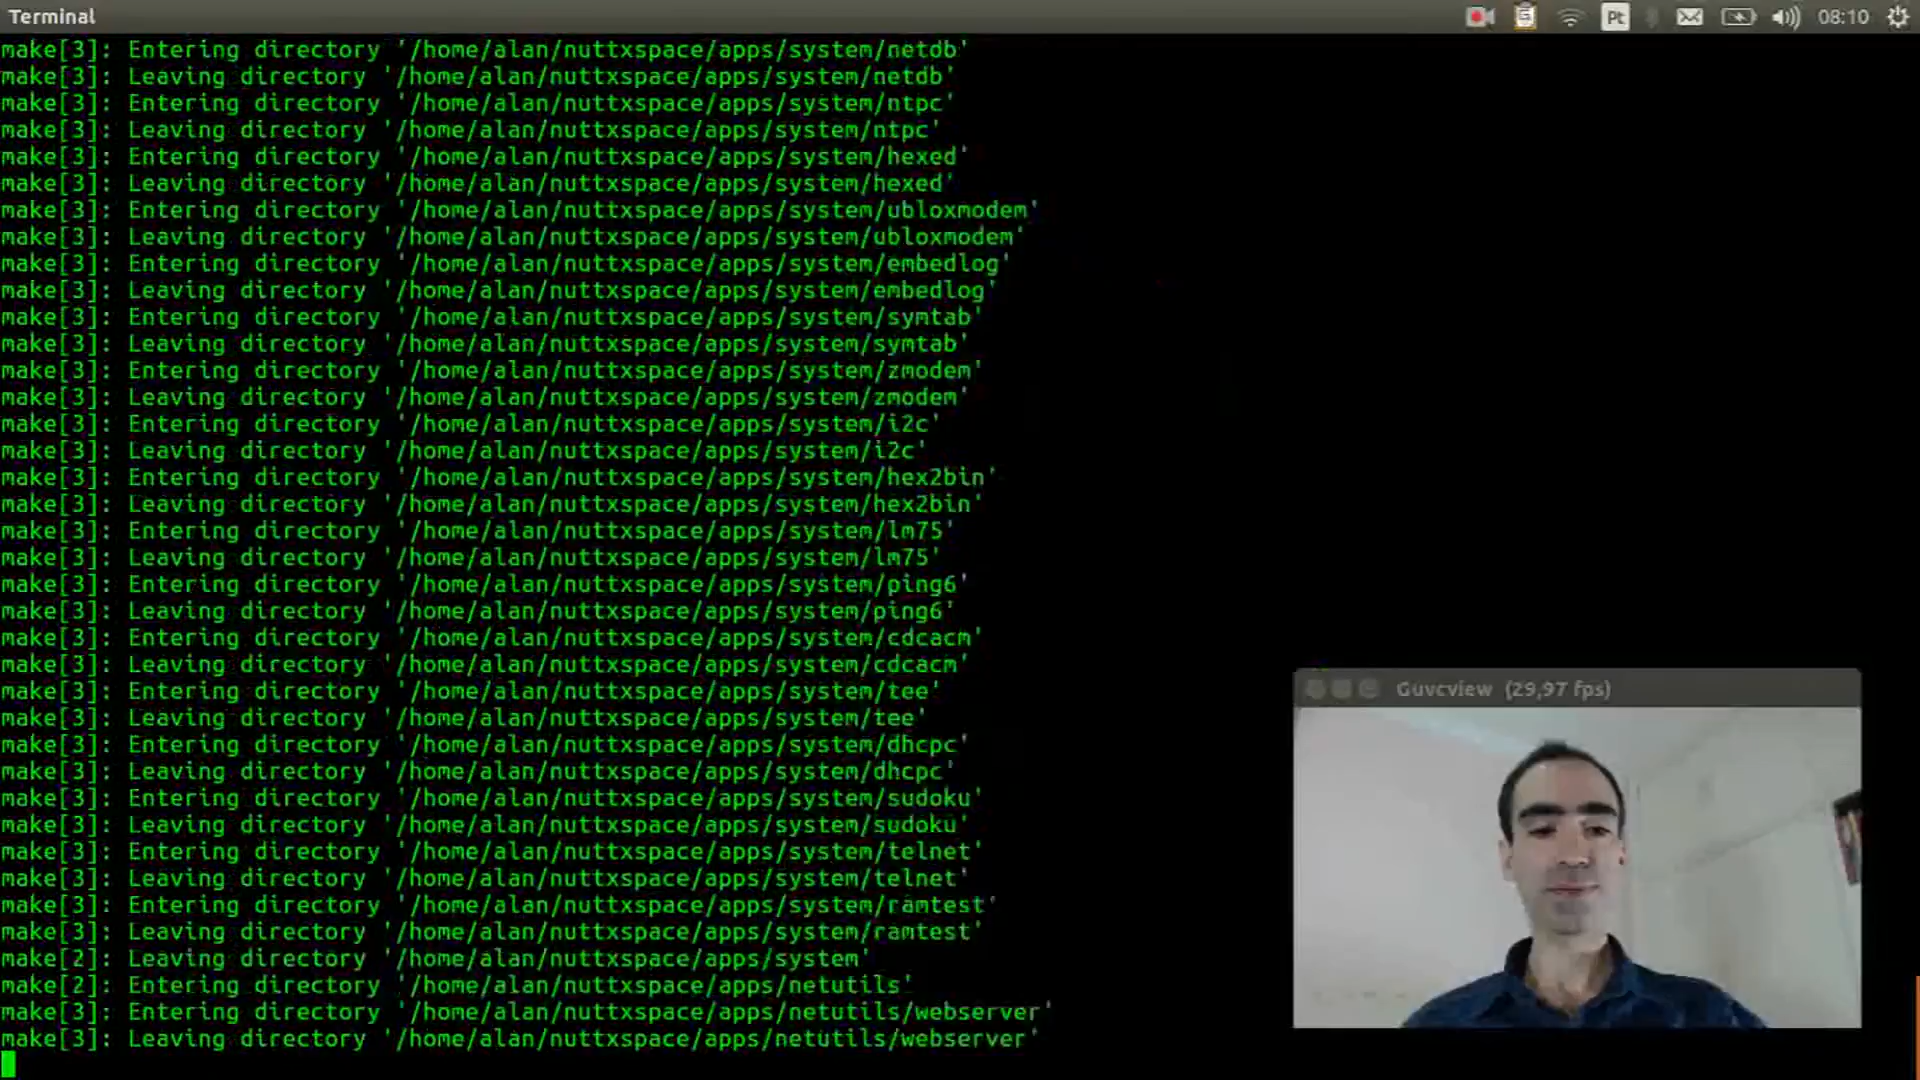 Terminal
Pt
08:10
make[3]: Entering directory '/home/alan/nuttxspace/apps/system/netdb'
make[3]: Leaving directory '/home/alan/nuttxspace/apps/system/netdb'
make[3]: Entering directory '/home/alan/nuttxspace/apps/system/ntpc'
make[3]: Leaving directory '/home/alan/nuttxspace/apps/system/ntpc'
make[3]: Entering directory '/home/alan/nuttxspace/apps/system/hexed'
make[3]: Leaving directory '/home/alan/nuttxspace/apps/system/hexed'
make[3]: Entering directory '/home/alan/nuttxspace/apps/system/ubloxmodem'
make[3]: Leaving directory '/home/alan/nuttxspace/apps/system/ubloxmodem'
make[3]: Entering directory '/home/alan/nuttxspace/apps/system/embedlog'
make[3]: Leaving directory '/home/alan/nuttxspace/apps/system/embedlog'
make[3]: Entering directory '/home/alan/nuttxspace/apps/system/symtab'
make[3]: Leaving directory '/home/alan/nuttxspace/apps/system/symtab'
make[3]: Entering directory '/home/alan/nuttxspace/apps/system/zmodem'
make[3]: Leaving directory '/home/alan/nuttxspace/apps/system/zmodem'
make[3]: Entering directory '/home/alan/nuttxspace/apps/system/i2c'
make[3]: Leaving directory '/home/alan/nuttxspace/apps/system/i2c'
make[3]: Entering directory '/home/alan/nuttxspace/apps/system/hex2bin'
make[3]: Leaving directory '/home/alan/nuttxspace/apps/system/hex2bin'
make[3]: Entering directory '/home/alan/nuttxspace/apps/system/lm75'
make[3]: Leaving directory '/home/alan/nuttxspace/apps/system/lm75'
make[3]: Entering directory '/home/alan/nuttxspace/apps/system/ping6'
make[3]: Leaving directory '/home/alan/nuttxspace/apps/system/ping6'
make[3]: Entering directory '/home/alan/nuttxspace/apps/system/cdcacm'
make[3]: Leaving directory '/home/alan/nuttxspace/apps/system/cdcacm'
make[3]: Entering directory '/home/alan/nuttxspace/apps/system/tee'
make[3]: Leaving directory '/home/alan/nuttxspace/apps/system/tee'
make[3]: Entering directory '/home/alan/nuttxspace/apps/system/dhcpc'
make[3]: Leaving directory '/home/alan/nuttxspace/apps/system/dhcpc'
make[3]: Entering directory '/home/alan/nuttxspace/apps/system/sudoku'
make[3]: Leaving directory '/home/alan/nuttxspace/apps/system/sudoku'
make[3]: Entering directory '/home/alan/nuttxspace/apps/system/telnet'
make[3]: Leaving directory '/home/alan/nuttxspace/apps/system/telnet'
make[3]: Entering directory '/home/alan/nuttxspace/apps/system/ramtest'
make[3]: Leaving directory '/home/alan/nuttxspace/apps/system/ramtest'
make[2]: Leaving directory '/home/alan/nuttxspace/apps/system'
make[2]: Entering directory '/home/alan/nuttxspace/apps/netutils'
make[3]: Entering directory '/home/alan/nuttxspace/apps/netutils/webserver'
make[3]: Leaving directory '/home/alan/nuttxspace/apps/netutils/webserver'
Guvcview (29,97 fps)